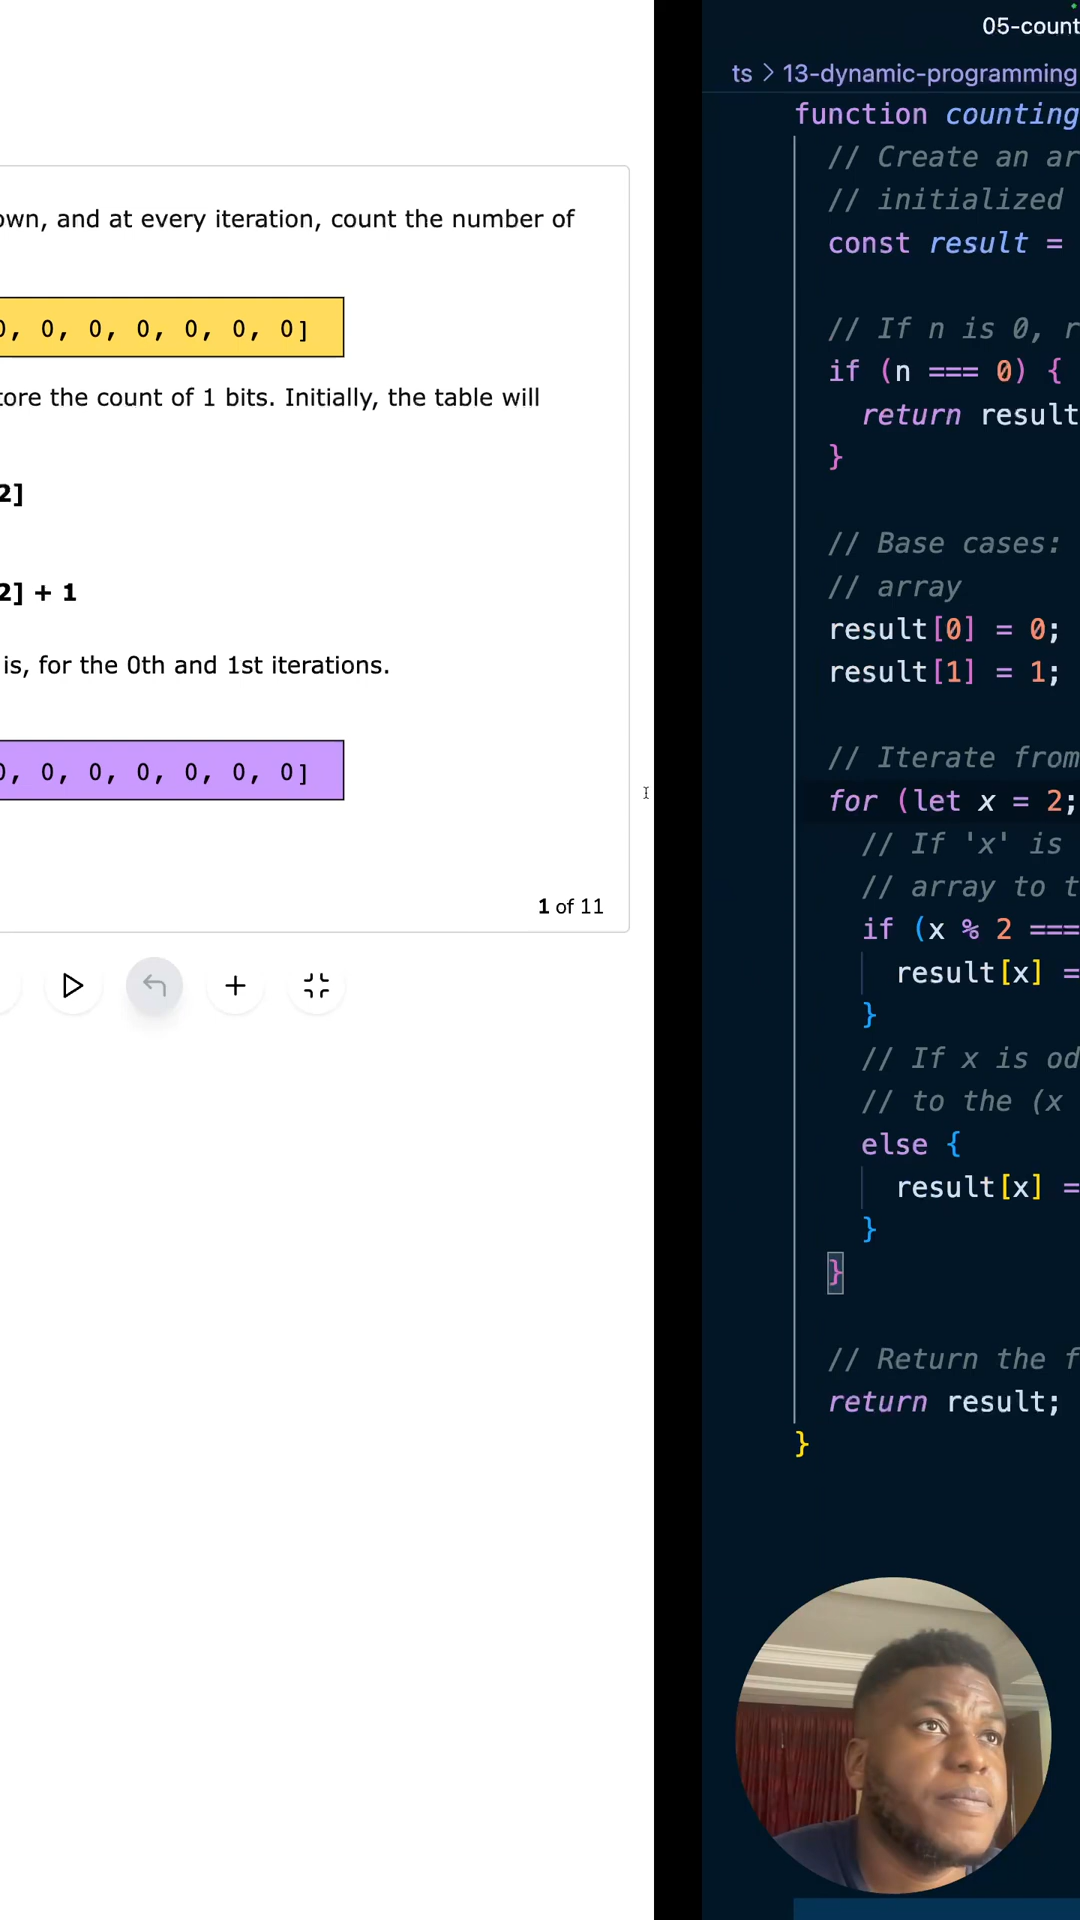 own, and at every iteration, count the number of
0, 0, 0, 0, 0, 0, 0]
tore the count of 1 bits. Initially, the table will
2]
2] + 1
is, for the 0th and 1st iterations.
0, 0, 0, 0, 0, 0, 0]
1 of 11
05-count
ts > 13-dynamic-programming
function counting
// Create an ar
// initialized
const result =
// If n is 0, r
if (n === 0) {
return result
}
// Base cases:
// array
result[0] = 0;
result[1] = 1;
// Iterate from
for (let x = 2;
// If 'x' is
// array to t
if (x % 2 ===
result[x] =
}
// If x is od
// to the (x
else {
result[x] =
}
}
// Return the f
return result;
}